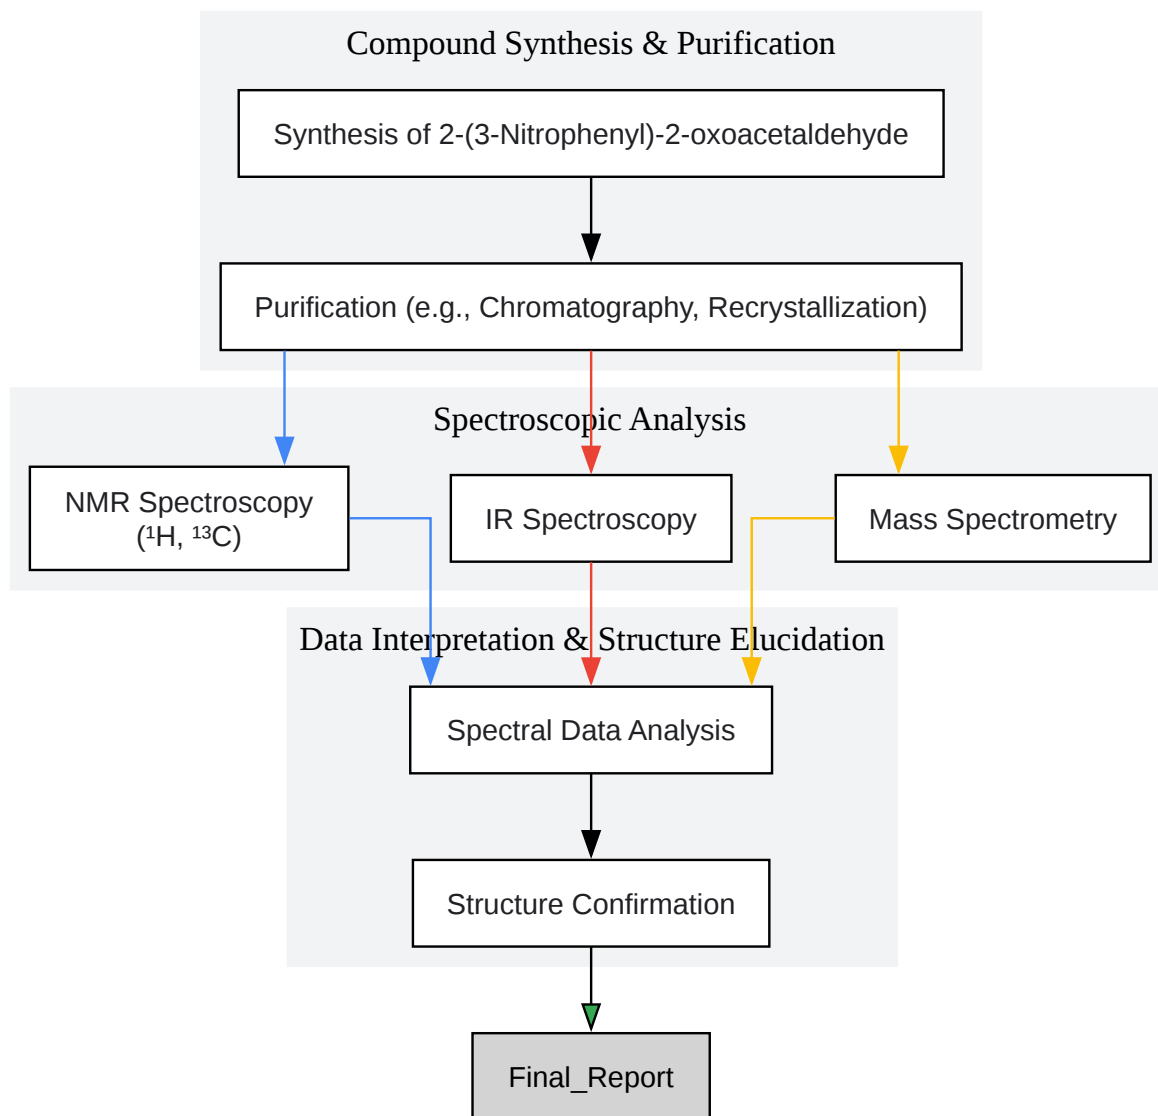 Compound Synthesis & Purification
Synthesis of 2-(3-Nitrophenyl)-2-oxoacetaldehyde
Purification (e.g., Chromatography, Recrystallization)
Spectroscopic Analysis
NMR Spectroscopy
(¹H, ¹³C)
IR Spectroscopy
Mass Spectrometry
Data Interpretation & Structure Elucidation
Spectral Data Analysis
Structure Confirmation
Final_Report